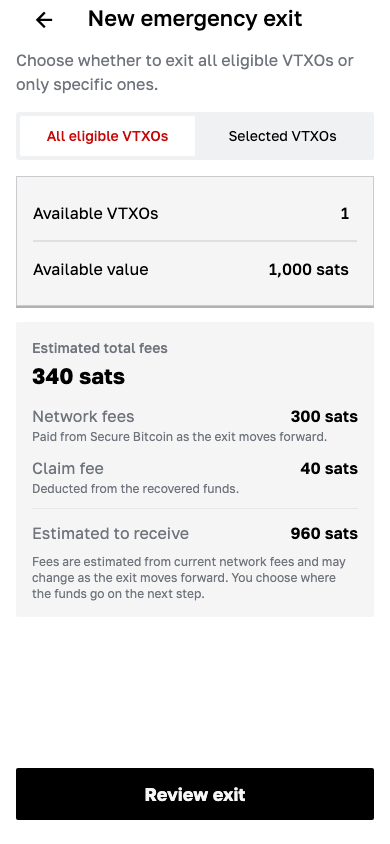 New emergency exit
Choose whether to exit all eligible VTXOs or
only specific ones.
All eligible VTXOs
Selected VTXOs
Available VTXOs 1
Available value 1,000 sats
Estimated total fees
340 sats
Network fees 300 sats
Paid from Secure Bitcoin as the exit moves forward.
Claim fee 40 sats
Deducted from the recovered funds.
Estimated to receive 960 sats
Fees are estimated from current network fees and may
change as the exit moves forward. You choose where
the funds go on the next step.
Review exit